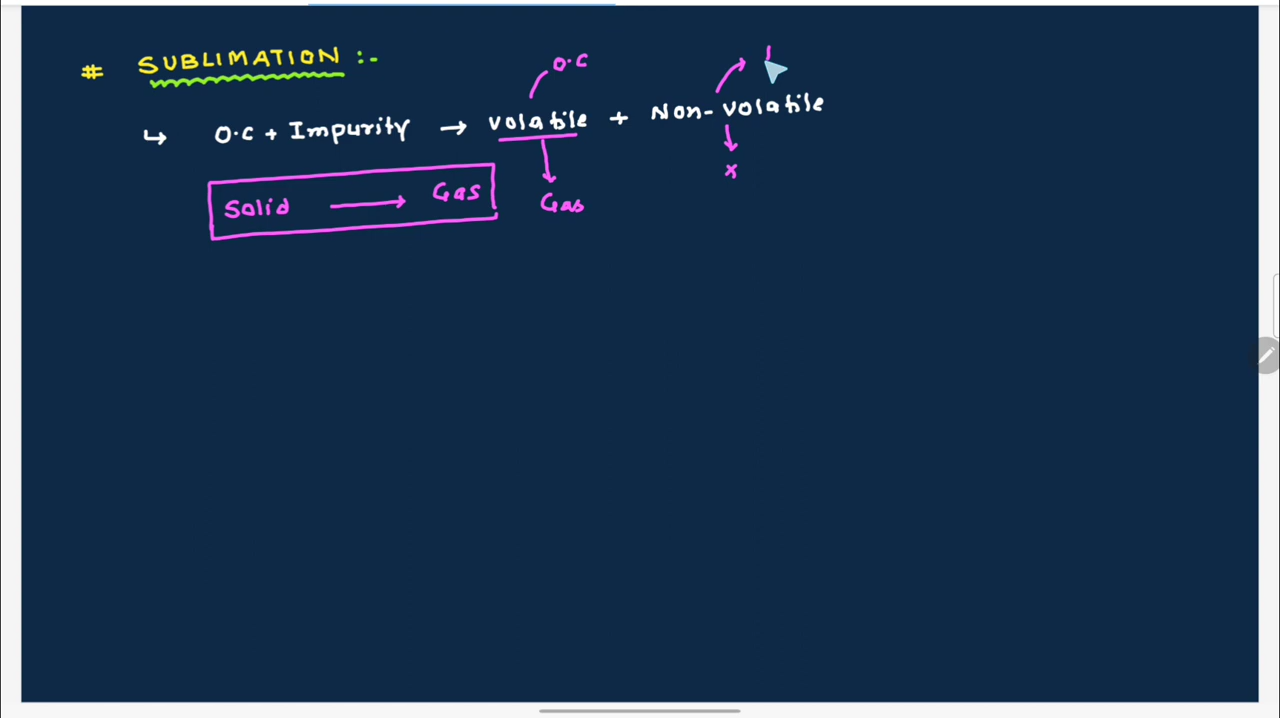 # SUBLIMATION :-
O.C
↳ O.C + Impurity → volatile + Non-volatile
x
Solid → Gas
Gas